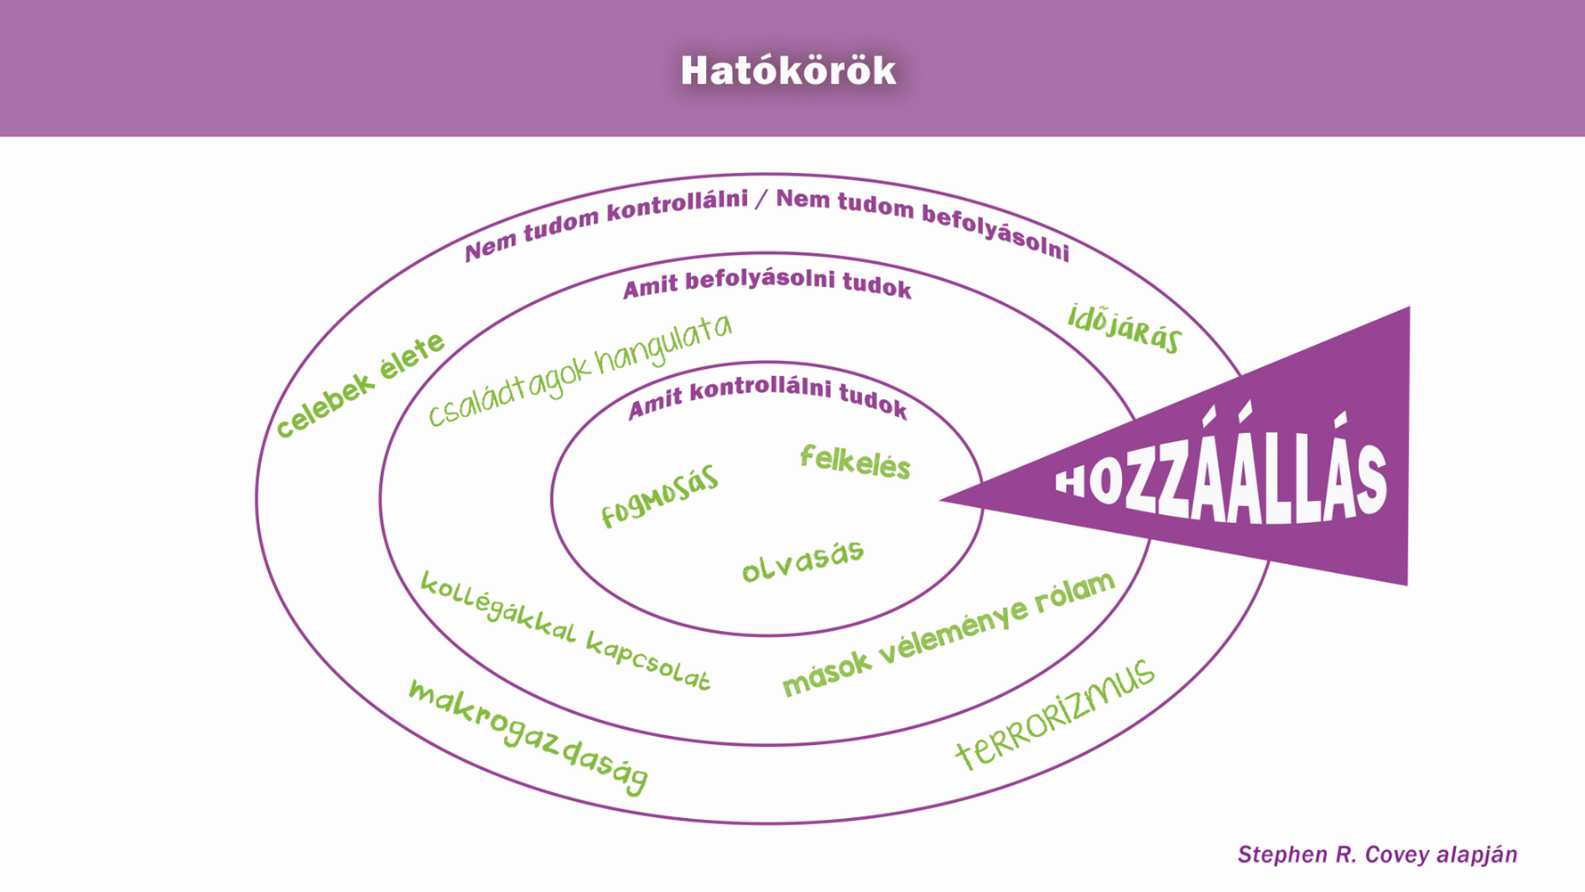 Hatókörök
Nem tudom kontrollálni / Nem tudom befolyásolni
Amit befolyásolni tudok
időjárás
celebek élete
családtagok hangulata
Amit kontrollálni tudok
felkelés
fogmosás
HOZZÁÁLLÁS
olvasás
kollégákkal kapcsolat
mások véleménye rólam
makrogazdaság
terrorizmus
Stephen R. Covey alapján